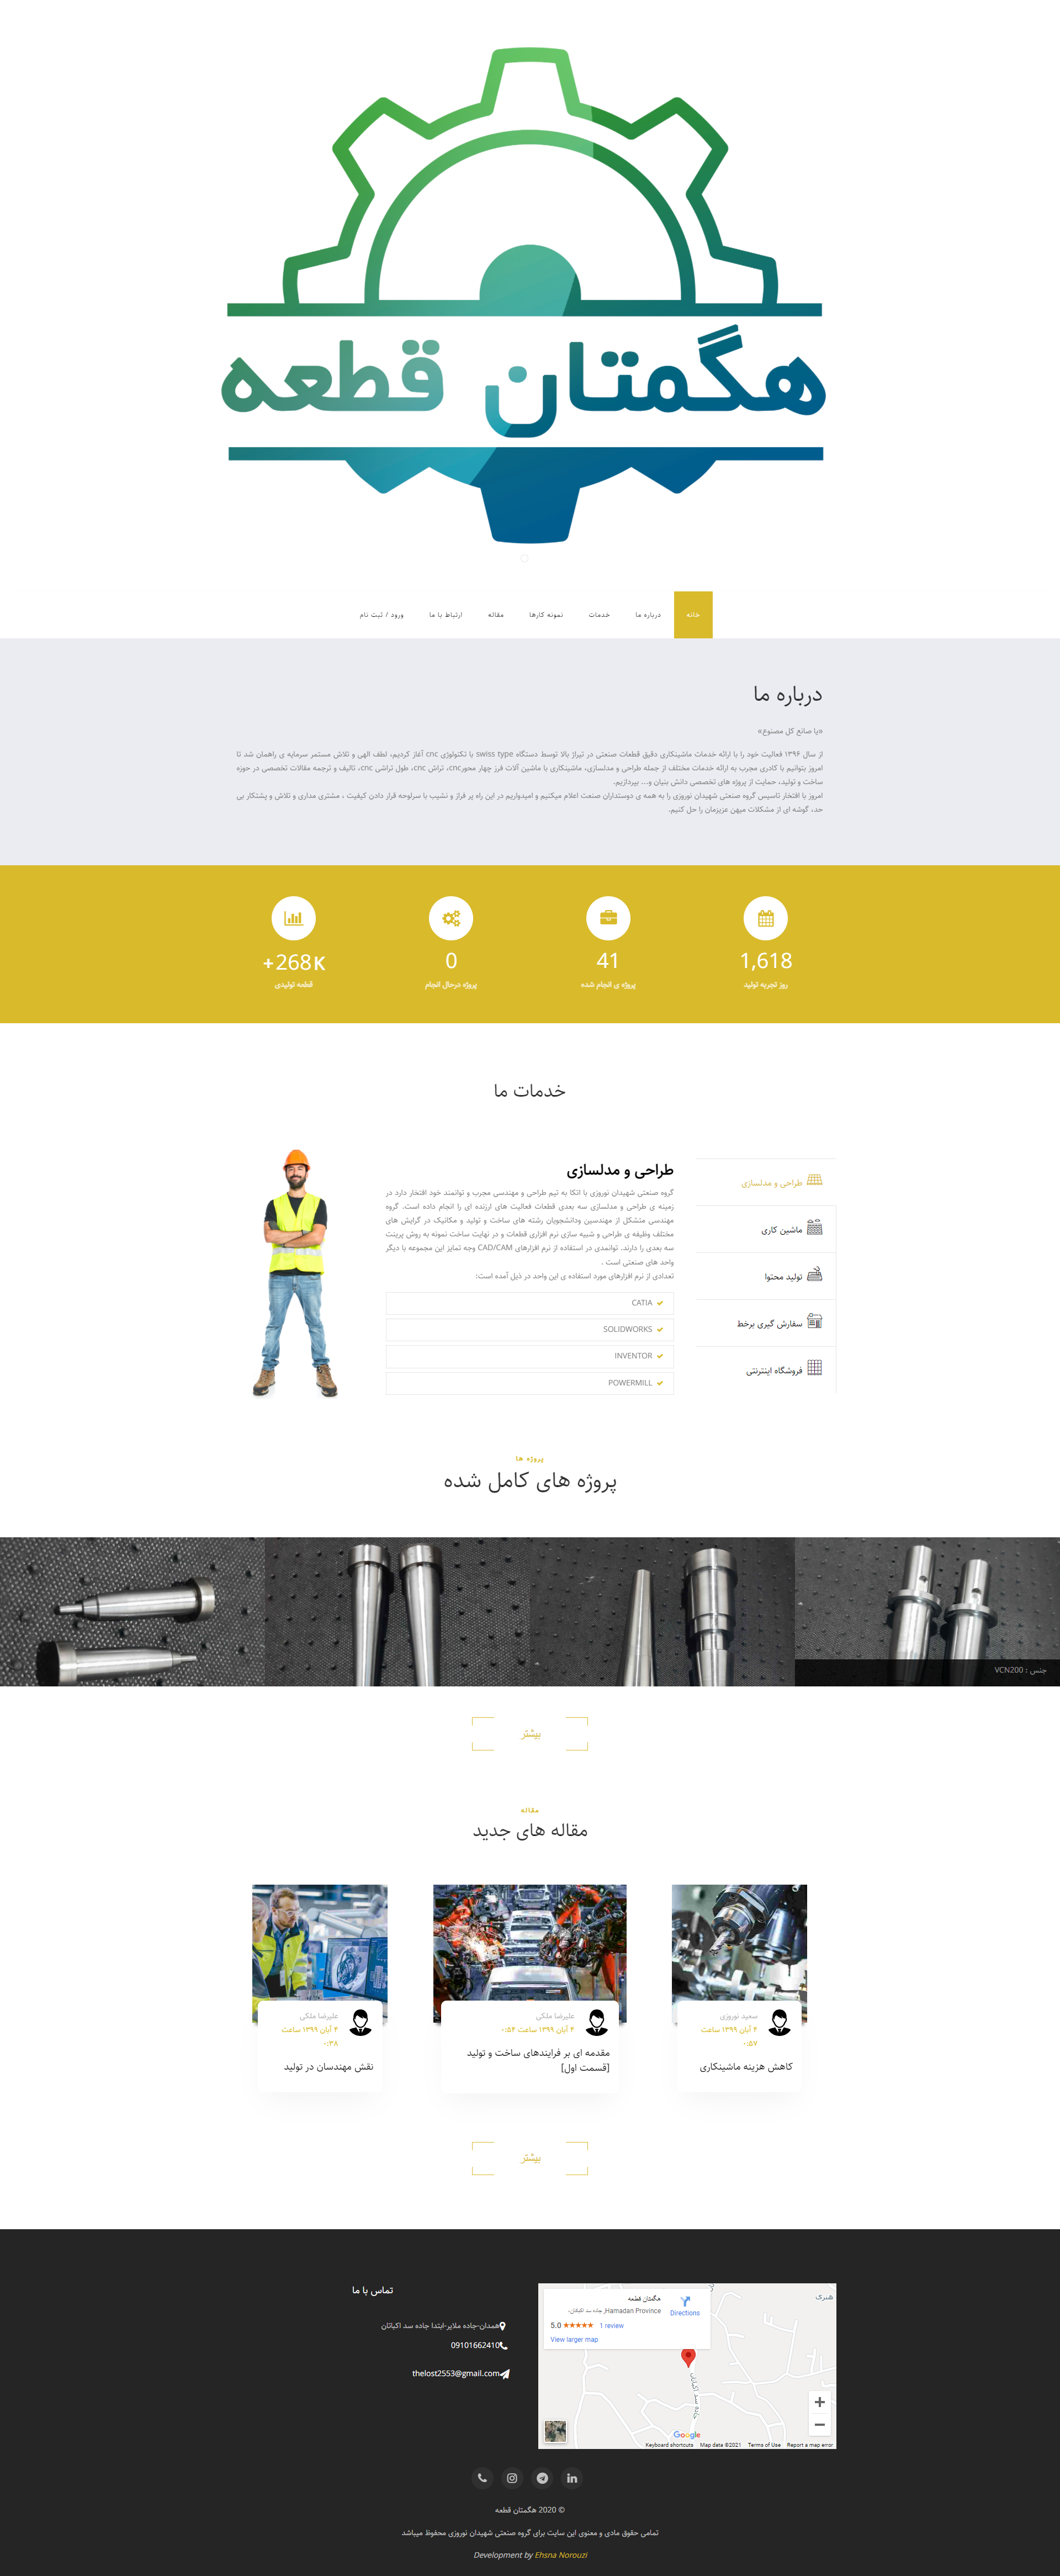 هگمتان قطعه
خانه
درباره ما
خدمات
نمونه کارها
مقاله
ارتباط با ما
ورود / ثبت نام
درباره ما
«یا صانع کل مصنوع»
از سال ۱۳۹۶ فعالیت خود را با ارائه خدمات ماشینکاری دقیق قطعات صنعتی در تیراژ بالا توسط دستگاه swiss type با تکنولوژی cnc آغاز کردیم، لطف الهی و تلاش مستمر سرمایه ی راهمان شد تا
امروز بتوانیم با کادری مجرب به ارائه خدمات مختلف از جمله طراحی و مدلسازی، ماشینکاری با ماشین آلات فرز چهار محورcnc، تراش cnc، طول تراشی cnc، تالیف و ترجمه مقالات تخصصی در حوزه
ساخت و تولید، حمایت از پروژه های تخصصی دانش بنیان و... بپردازیم.
امروز با افتخار تاسیس گروه صنعتی شهیدان نوروزی را به همه ی دوستداران صنعت اعلام میکنیم و امیدواریم در این راه پر فراز و نشیب با سرلوحه قرار دادن کیفیت ، مشتری مداری و تلاش و پشتکار بی
حد، گوشه ای از مشکلات میهن عزیزمان را حل کنیم.
1,618
روز تجربه تولید
41
پروژه ی انجام شده
0
پروژه درحال انجام
+268K
قطعه تولیدی
خدمات ما
طراحی و مدلسازی
ماشین کاری
تولید محتوا
سفارش گیری برخط
فروشگاه اینترنتی
طراحی و مدلسازی
گروه صنعتی شهیدان نوروزی با اتکا به تیم طراحی و مهندسی مجرب و توانمند خود افتخار دارد در
زمینه ی طراحی و مدلسازی سه بعدی قطعات فعالیت های ارزنده ای را انجام داده است. گروه
مهندسی متشکل از مهندسین ودانشجویان رشته های ساخت و تولید و مکانیک در گرایش های
مختلف وظیفه ی طراحی و شبیه سازی نرم افزاری قطعات و در نهایت ساخت نمونه به روش پرینت
سه بعدی را دارند. توانمدی در استفاده از نرم افزارهای CAD/CAM وجه تمایز این مجموعه با دیگر
واحد های صنعتی است .
تعدادی از نرم افزارهای مورد استفاده ی این واحد در ذیل آمده است:
CATIA
SOLIDWORKS
INVENTOR
POWERMILL
پروژه ها
پروژه های کامل شده
جنس : VCN200
بیشتر
مقاله
مقاله های جدید
سعید نوروزی
۴ آبان ۱۳۹۹ ساعت
۰:۵۷
کاهش هزینه ماشینکاری
علیرضا ملکی
۴ آبان ۱۳۹۹ ساعت ۰:۵۴
مقدمه ای بر فرایندهای ساخت و تولید
[قسمت اول]
علیرضا ملکی
۴ آبان ۱۳۹۹ ساعت
۰:۳۸
نقش مهندسان در تولید
بیشتر
هگمتان قطعه
Hamadan Province, جاده سد اکباتان،
Directions
5.0
1 review
View larger map
هنبرک
جاده سد اکباتان
Google
Keyboard shortcuts
Map data ©2021
Terms of Use
Report a map error
تماس با ما
همدان-جاده ملایر-ابتدا جاده سد اکباتان
09101662410
thelost2553@gmail.com
© 2020 هگمتان قطعه
تمامی حقوق مادی و معنوی این سایت برای گروه صنعتی شهیدان نوروزی محفوظ میباشد
Development by Ehsna Norouzi